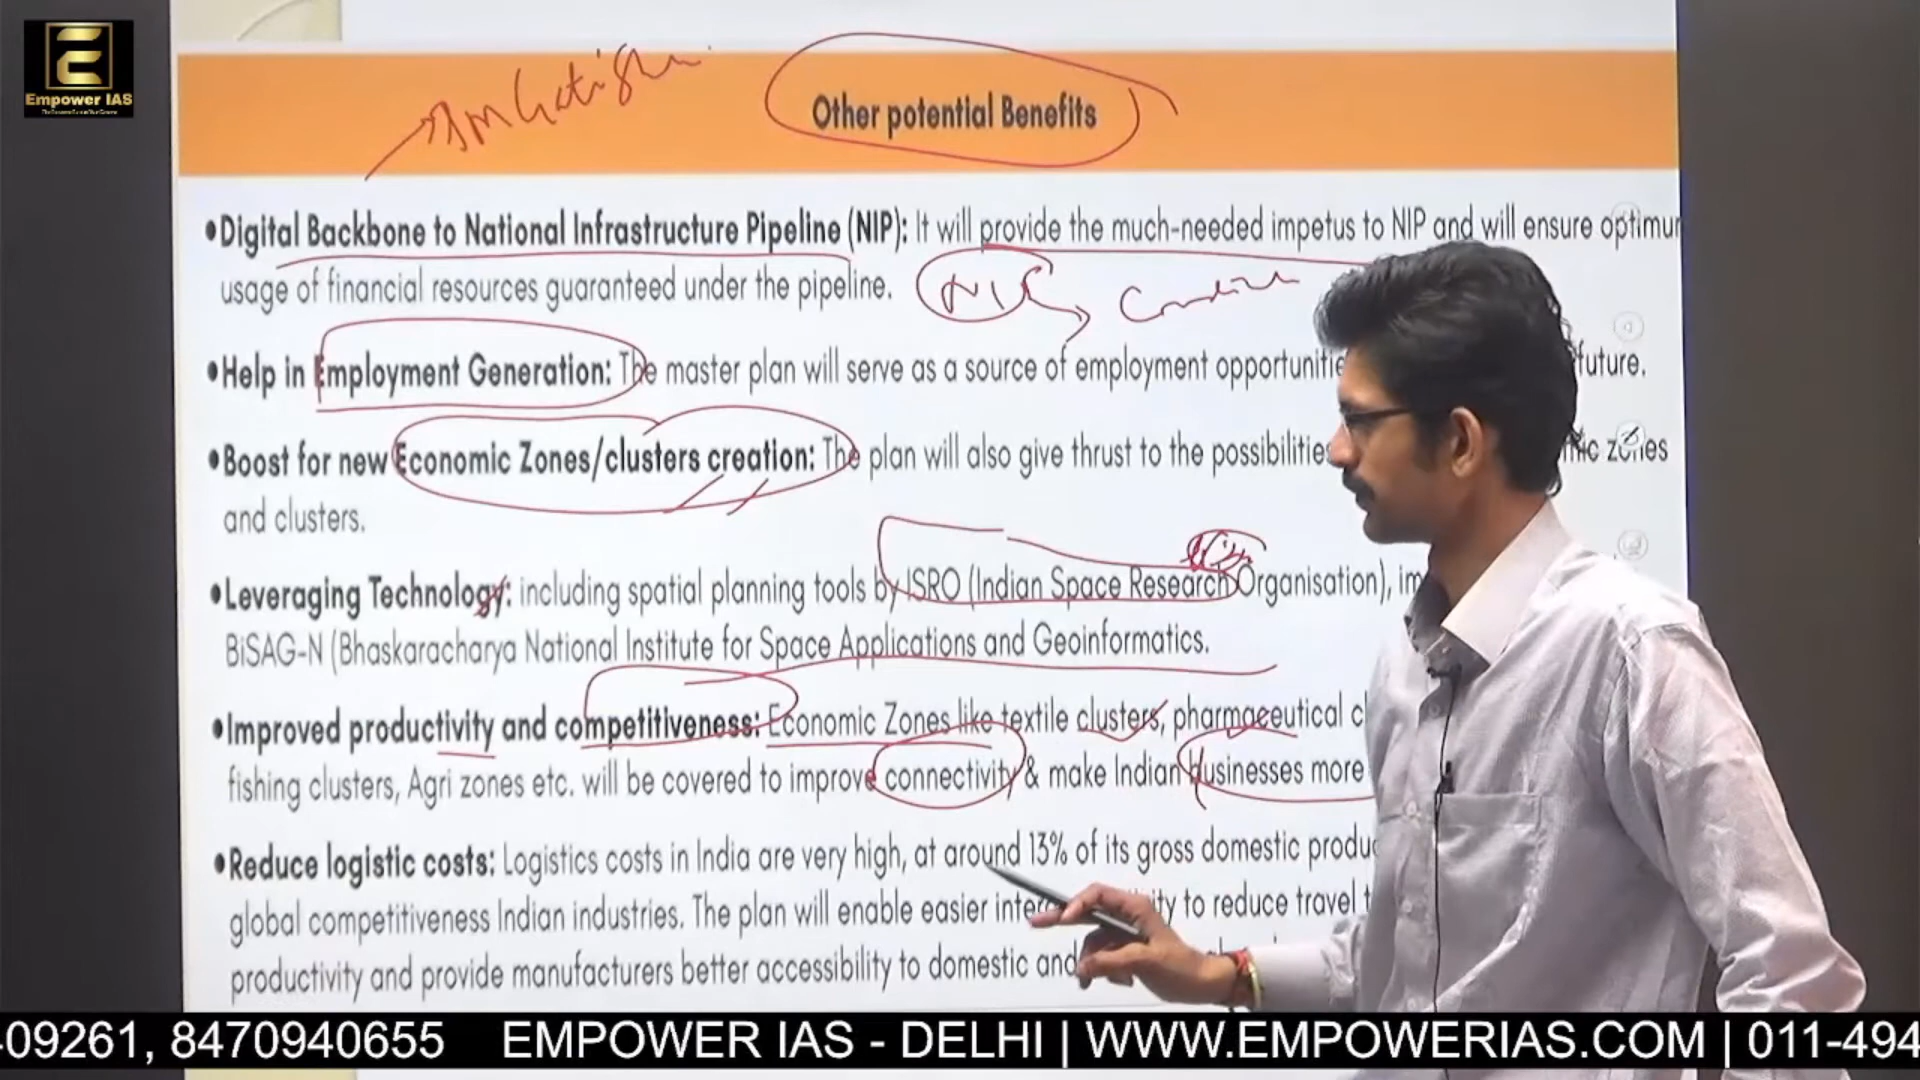 Empower IAS
Other potential Benefits
•Digital Backbone to National Infrastructure Pipeline (NIP): It will provide the much-needed impetus to NIP and will ensure optimum
usage of financial resources guaranteed under the pipeline.
•Help in Employment Generation: The master plan will serve as a source of employment opportunitie future.
•Boost for new Economic Zones/clusters creation: The plan will also give thrust to the possibilities zones
and clusters.
•Leveraging Technology: including spatial planning tools by ISRO (Indian Space Research Organisation), im
BiSAG-N (Bhaskaracharya National Institute for Space Applications and Geoinformatics.
•Improved productivity and competitiveness: Economic Zones like textile clusters, pharmaceutical cl
fishing clusters, Agri zones etc. will be covered to improve connectivity & make Indian businesses more
•Reduce logistic costs: Logistics costs in India are very high, at around 13% of its gross domestic produc
global competitiveness Indian industries. The plan will enable easier inter ity to reduce travel t
productivity and provide manufacturers better accessibility to domestic and
409261, 8470940655 EMPOWER IAS - DELHI | WWW.EMPOWERIAS.COM | 011-494